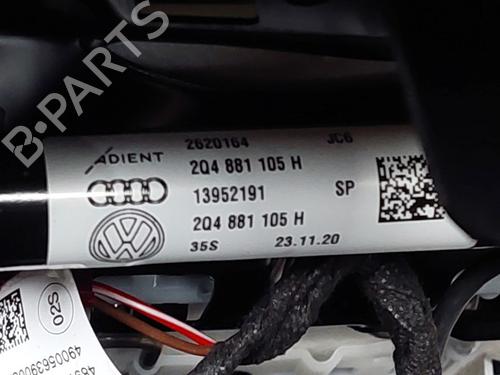 B-PARTS
ADIENT
2620164 JC6
2Q4 881 105 H
13952191 SP
2Q4 881 105 H
35S 23.11.20
02S